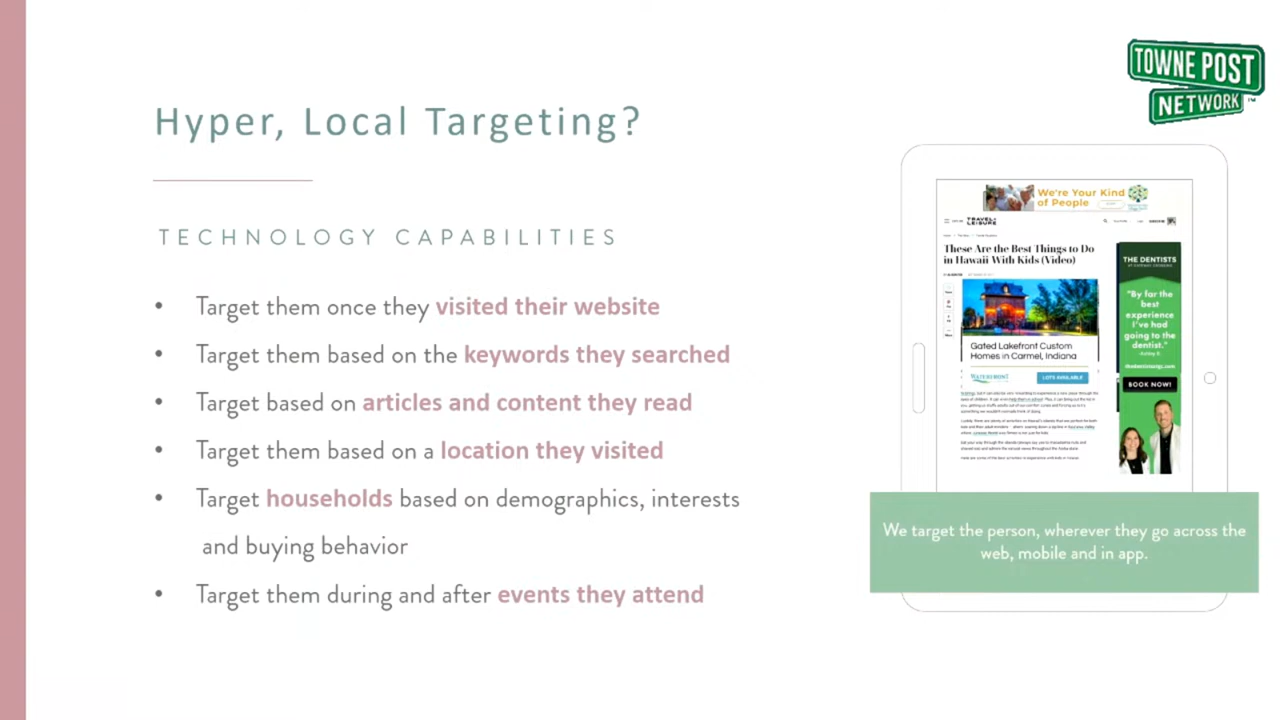 TOWNE POST
NETWORK™
Hyper, Local Targeting?
TECHNOLOGY CAPABILITIES
• Target them once they visited their website
• Target them based on the keywords they searched
• Target based on articles and content they read
• Target them based on a location they visited
• Target households based on demographics, interests
and buying behavior
• Target them during and after events they attend
We're Your Kind
of People
TRAVEL+
LEISURE
These Are the Best Things to Do
in Hawaii With Kids (Video)
Gated Lakefront Custom
Homes in Carmel, Indiana
LOTS AVAILABLE
THE DENTISTS
"By far the
best
experience
I've had
going to the
dentist."
-Ashley E.
BOOK NOW!
We target the person, wherever they go across the
web, mobile and in app.